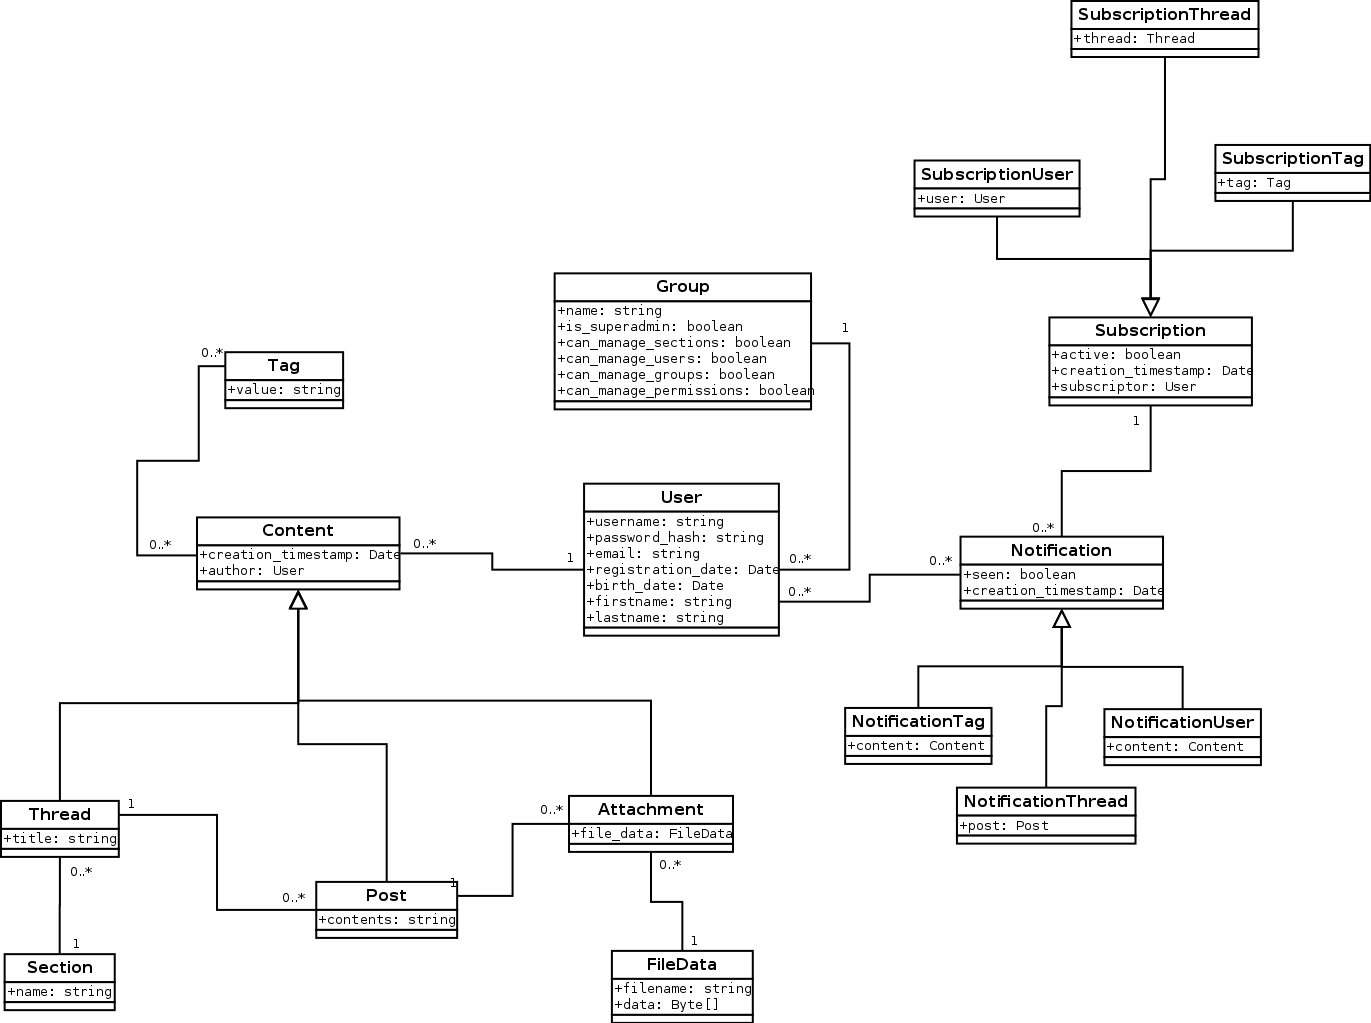 SubscriptionThread
+thread: Thread
SubscriptionUser
+user: User
SubscriptionTag
+tag: Tag
Group
+name: string
+is_superadmin: boolean
+can_manage_sections: boolean
+can_manage_users: boolean
+can_manage_groups: boolean
+can_manage_permissions: boolean
1
Subscription
+active: boolean
+creation_timestamp: Date
+subscriptor: User
1
0..*
Tag
+value: string
0..*
Content
+creation_timestamp: Date
+author: User
0..*
1
User
+username: string
+password_hash: string
+email: string
+registration_date: Date
+birth_date: Date
+firstname: string
+lastname: string
0..*
0..*
0..*
0..*
Notification
+seen: boolean
+creation_timestamp: Date
NotificationTag
+content: Content
NotificationUser
+content: Content
NotificationThread
+post: Post
Thread
+title: string
1
0..*
0..*
Post
+contents: string
1
0..*
Attachment
+file_data: FileData
0..*
1
Section
+name: string
1
FileData
+filename: string
+data: Byte[]